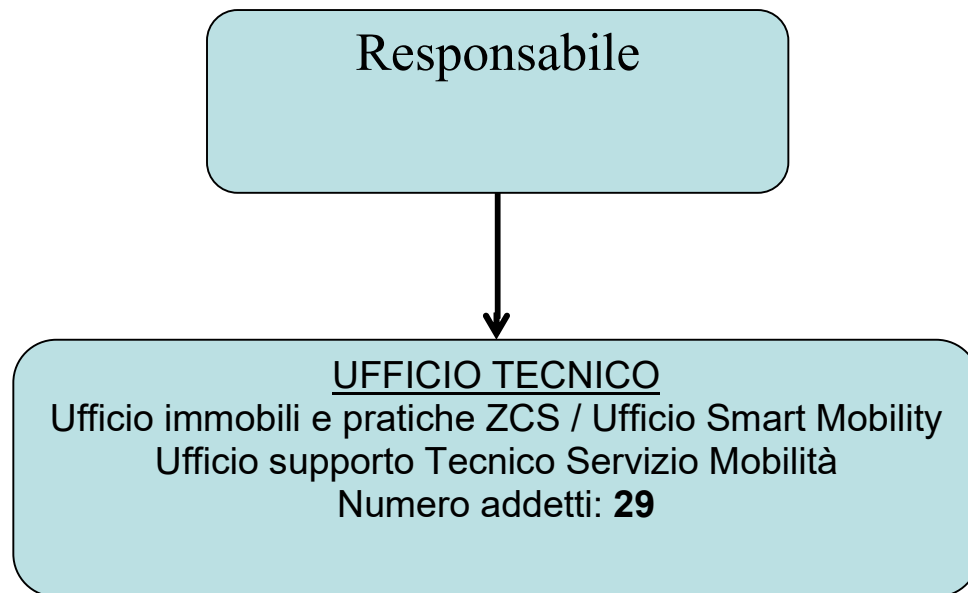 Responsabile
UFFICIO TECNICO
Ufficio immobili e pratiche ZCS / Ufficio Smart Mobility
Ufficio supporto Tecnico Servizio Mobilità
Numero addetti: 29